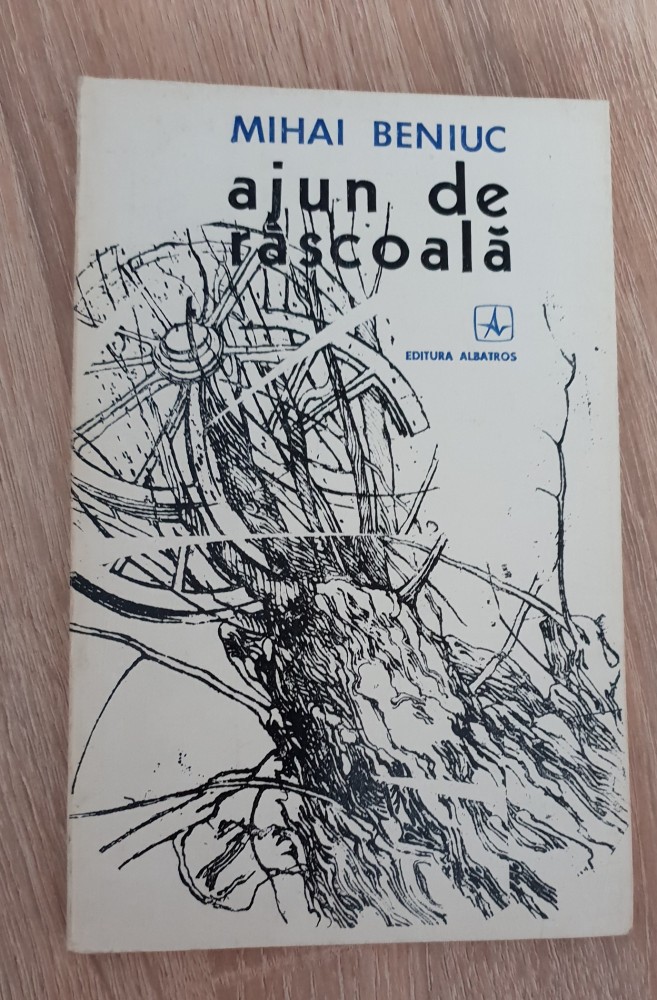 MIHAI BENIUC
ajun de
răscoală
EDITURA ALBATROS